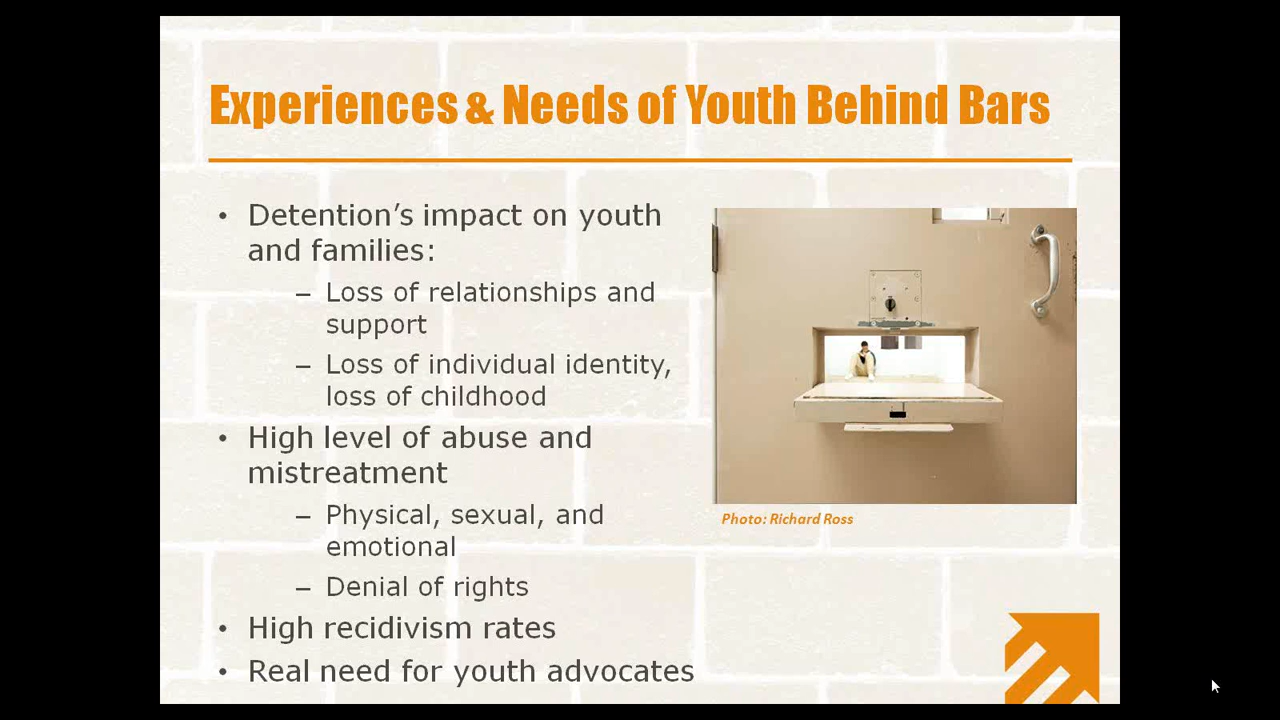 Experiences & Needs of Youth Behind Bars
• Detention’s impact on youth
and families:
– Loss of relationships and
support
– Loss of individual identity,
loss of childhood
• High level of abuse and
mistreatment
– Physical, sexual, and
emotional
– Denial of rights
• High recidivism rates
• Real need for youth advocates
Photo: Richard Ross